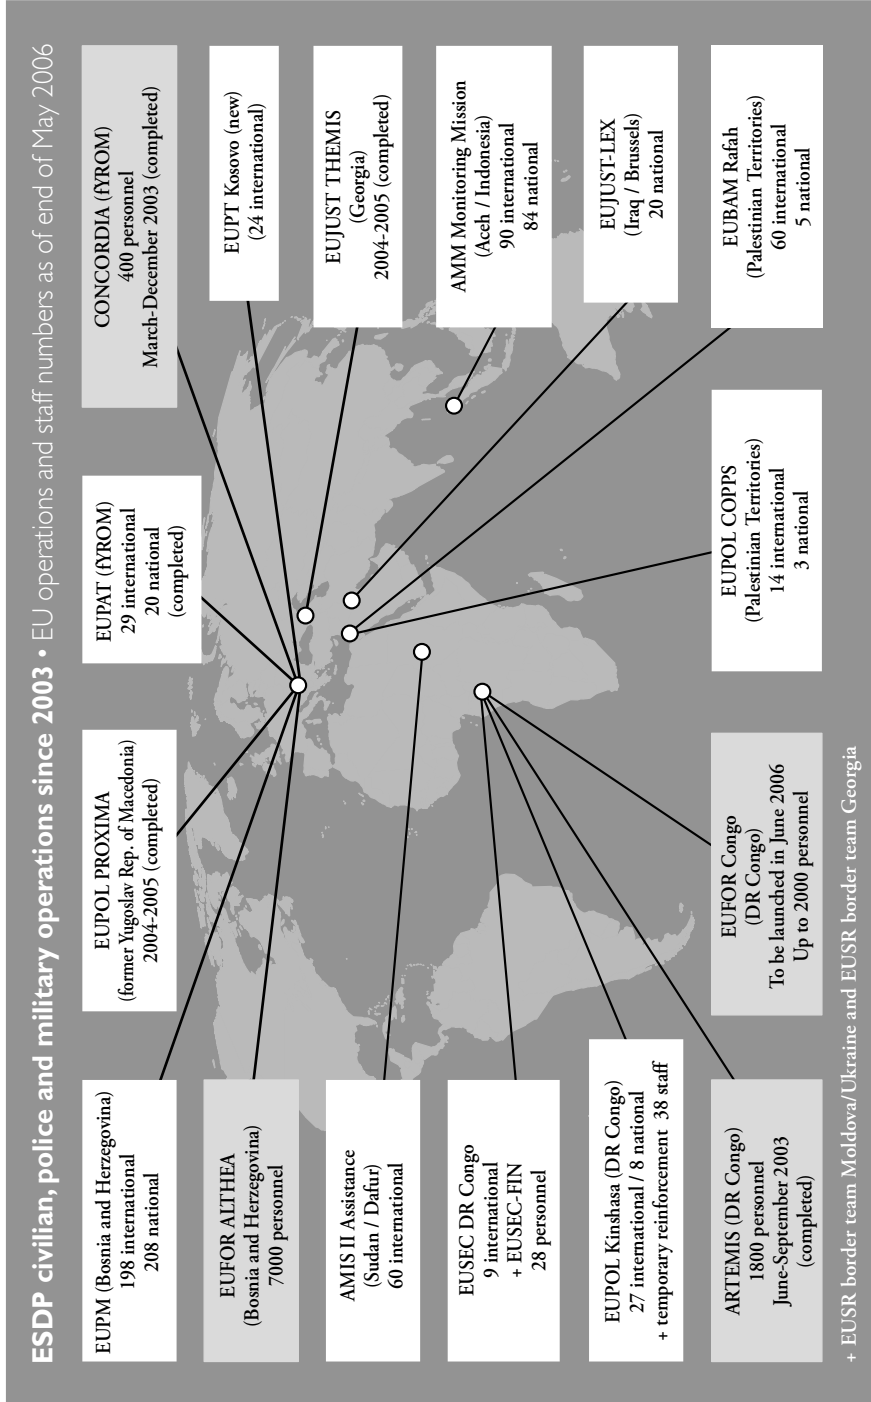 ESDP civilian, police and military operations since 2003 • EU operations and staff numbers as of end of May 2006
EUPM (Bosnia and Herzegovina)
198 international
208 national
EUPOL PROXIMA
(former Yugoslav Rep. of Macedonia)
2004-2005 (completed)
EUPAT (fYROM)
29 international
20 national
(completed)
CONCORDIA (fYROM)
400 personnel
March-December 2003 (completed)
EUFOR ALTHEA
(Bosnia and Herzegovina)
7000 personnel
EUPT Kosovo (new)
(24 international)
AMIS II Assistance
(Sudan / Dafur)
60 international
EUJUST THEMIS
(Georgia)
2004-2005 (completed)
EUSEC DR Congo
9 international
+ EUSEC-FIN
28 personnel
AMM Monitoring Mission
(Aceh / Indonesia)
90 international
84 national
EUPOL Kinshasa (DR Congo)
27 international / 8 national
+ temporary reinforcement 38 staff
EUJUST-LEX
(Iraq / Brussels)
20 national
ARTEMIS (DR Congo)
1800 personnel
June-September 2003
(completed)
EUFOR Congo
(DR Congo)
To be launched in June 2006
Up to 2000 personnel
EUPOL COPPS
(Palestinian Territories)
14 international
3 national
EUBAM Rafah
(Palestinian Territories)
60 international
5 national
+ EUSR border team Moldova/Ukraine and EUSR border team Georgia